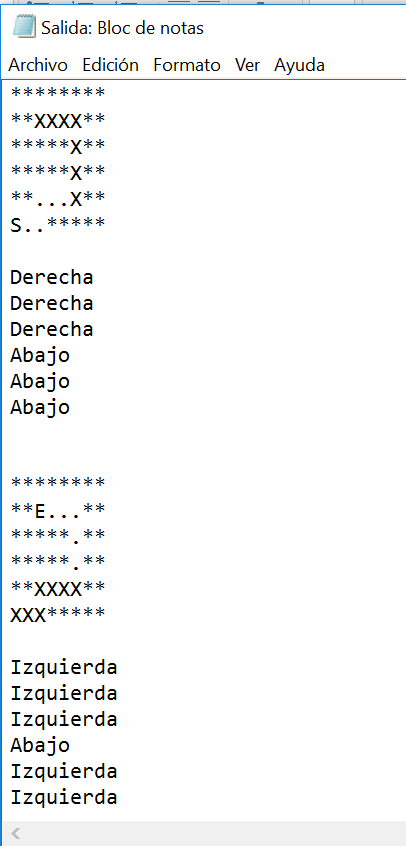 Salida: Bloc de notas
Archivo Edición Formato Ver Ayuda
********
**XXXX**
*****X**
*****X**
**...X**
S..*****
Derecha
Derecha
Derecha
Abajo
Abajo
Abajo
********
**E...**
*****.**
*****.**
**XXXX**
XXX*****
Izquierda
Izquierda
Izquierda
Abajo
Izquierda
Izquierda